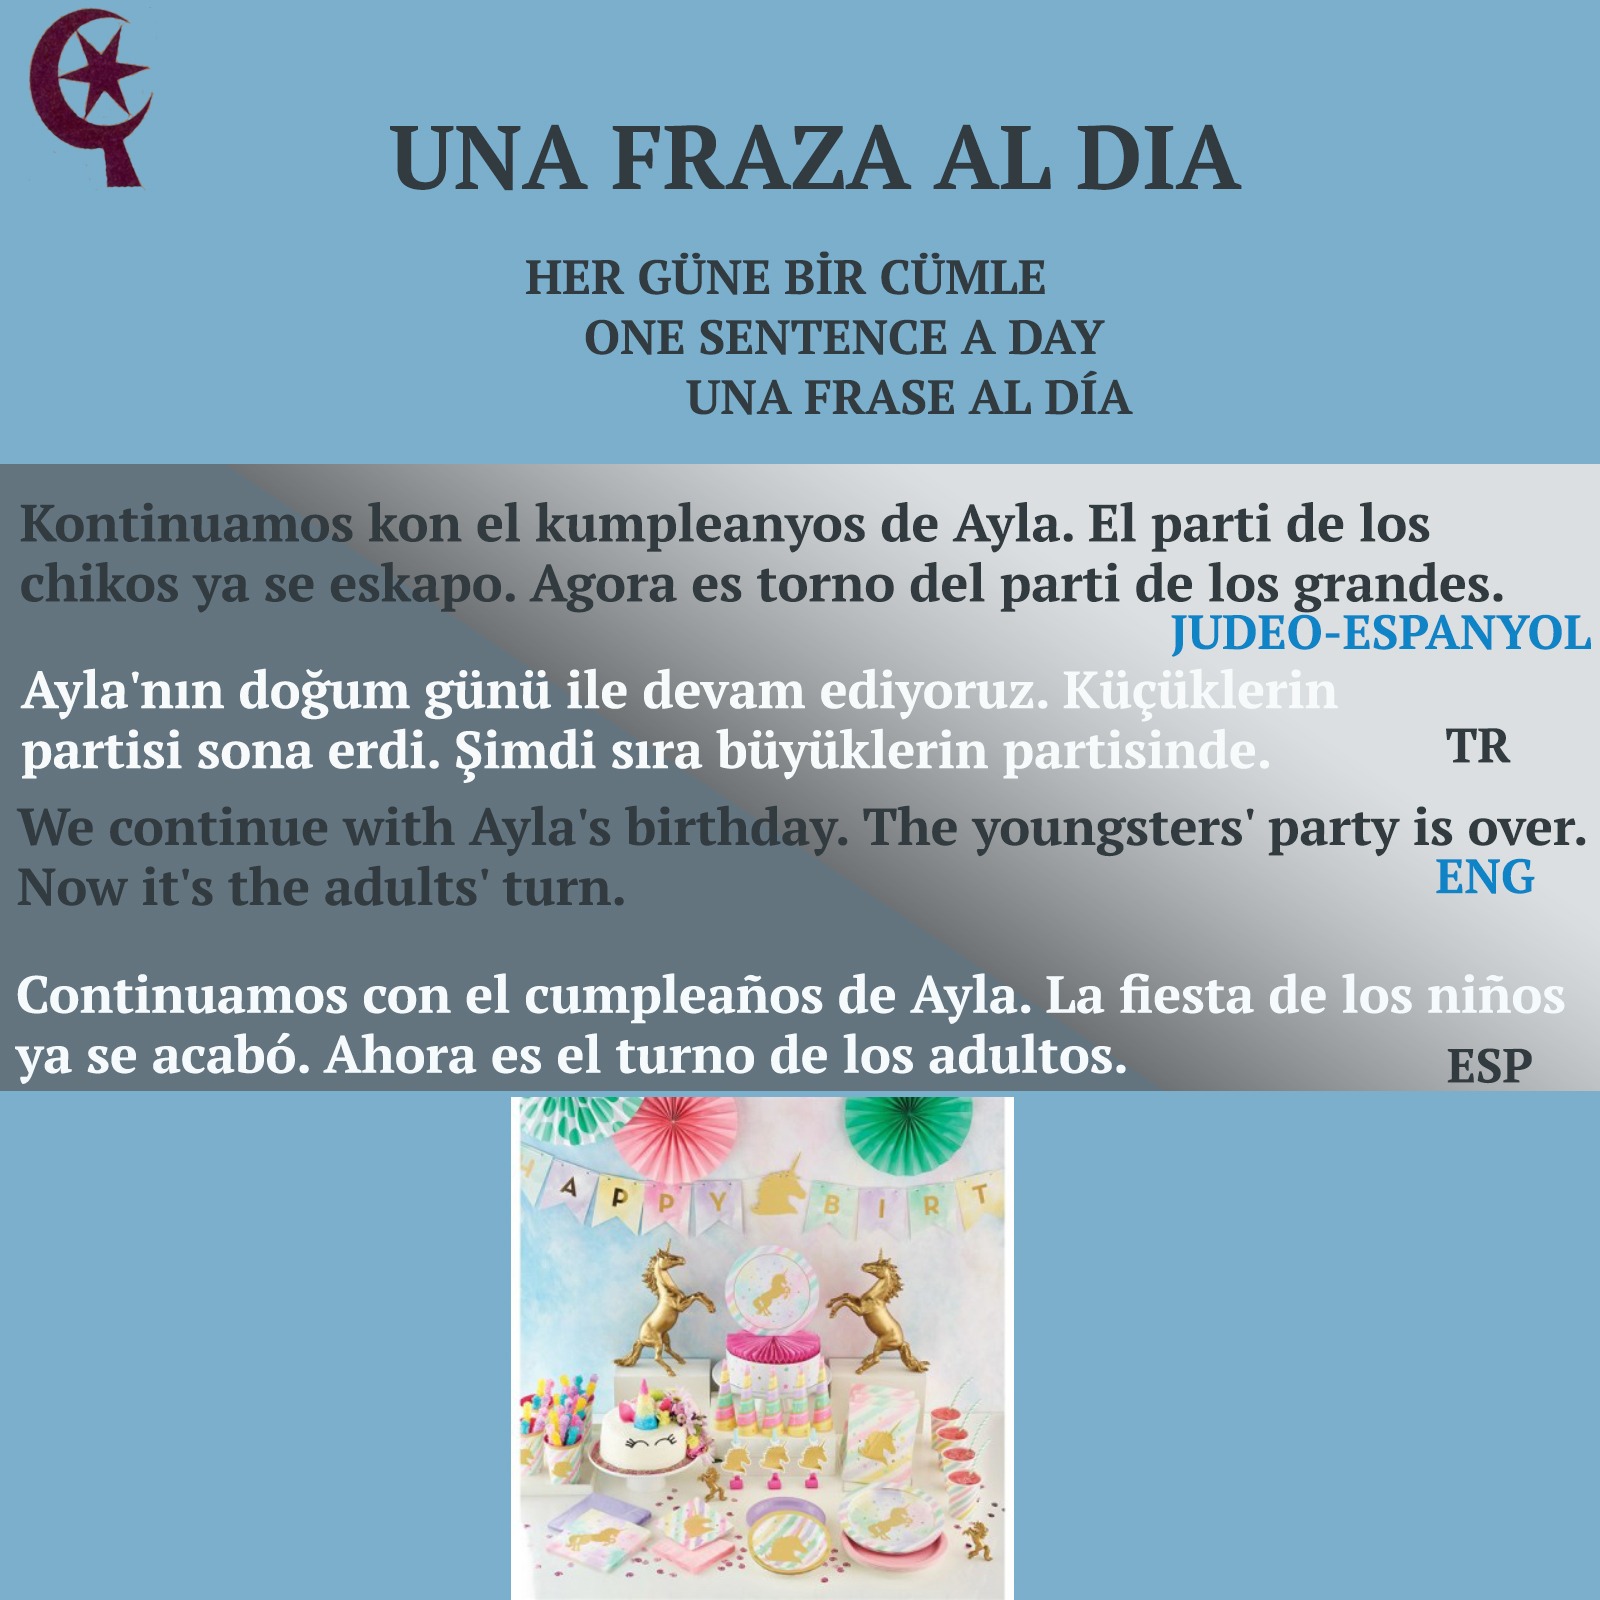 UNA FRAZA AL DIA
HER GÜNE BİR CÜMLE
ONE SENTENCE A DAY
UNA FRASE AL DÍA
Kontinuamos kon el kumpleanyos de Ayla. El parti de los
chikos ya se eskapo. Agora es torno del parti de los grandes.
JUDEO-ESPANYOL
Ayla'nın doğum günü ile devam ediyoruz. Küçüklerin
partisi sona erdi. Şimdi sıra büyüklerin partisinde.
TR
We continue with Ayla's birthday. The youngsters' party is over.
Now it's the adults' turn.
ENG
Continuamos con el cumpleaños de Ayla. La fiesta de los niños
ya se acabó. Ahora es el turno de los adultos.
ESP
HAPPY BIRT